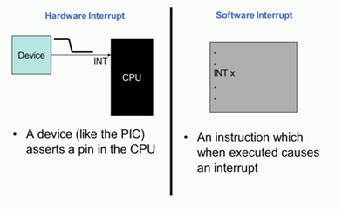 Hardware Interrupt
Device
INT
CPU
• A device (like the PIC)
asserts a pin in the CPU
Software Interrupt
.
.
INT x
.
.
• An instruction which
when executed causes
an interrupt